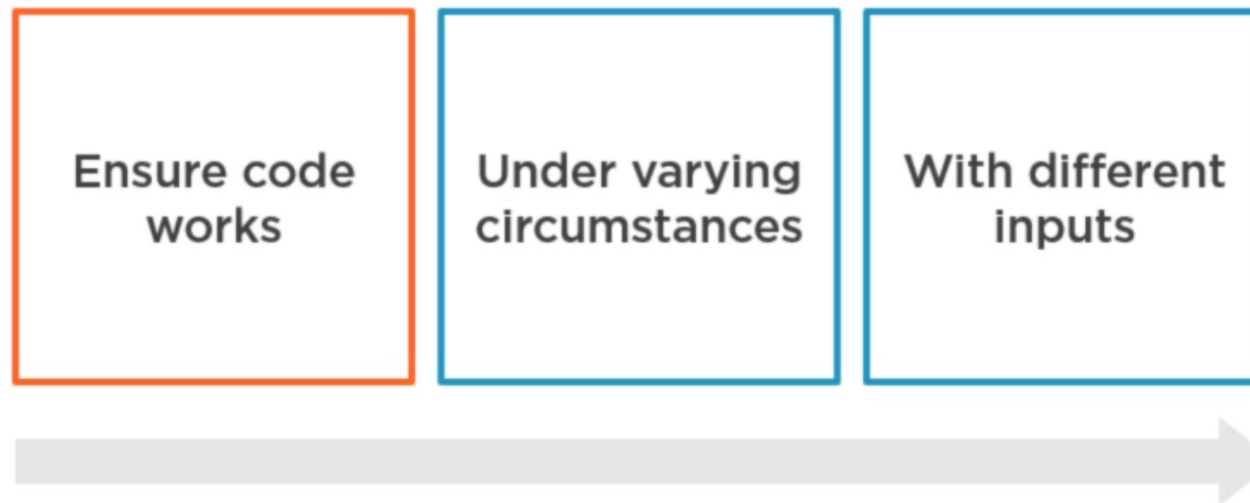 Ensure code
works
Under varying
circumstances
With different
inputs